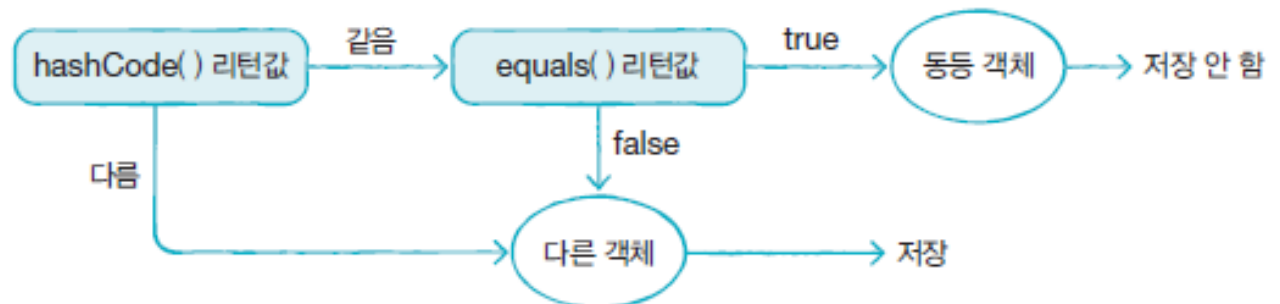 hashCode( ) 리턴값
같음
equals( ) 리턴값
true
동등 객체
저장 안 함
다름
false
다른 객체
저장